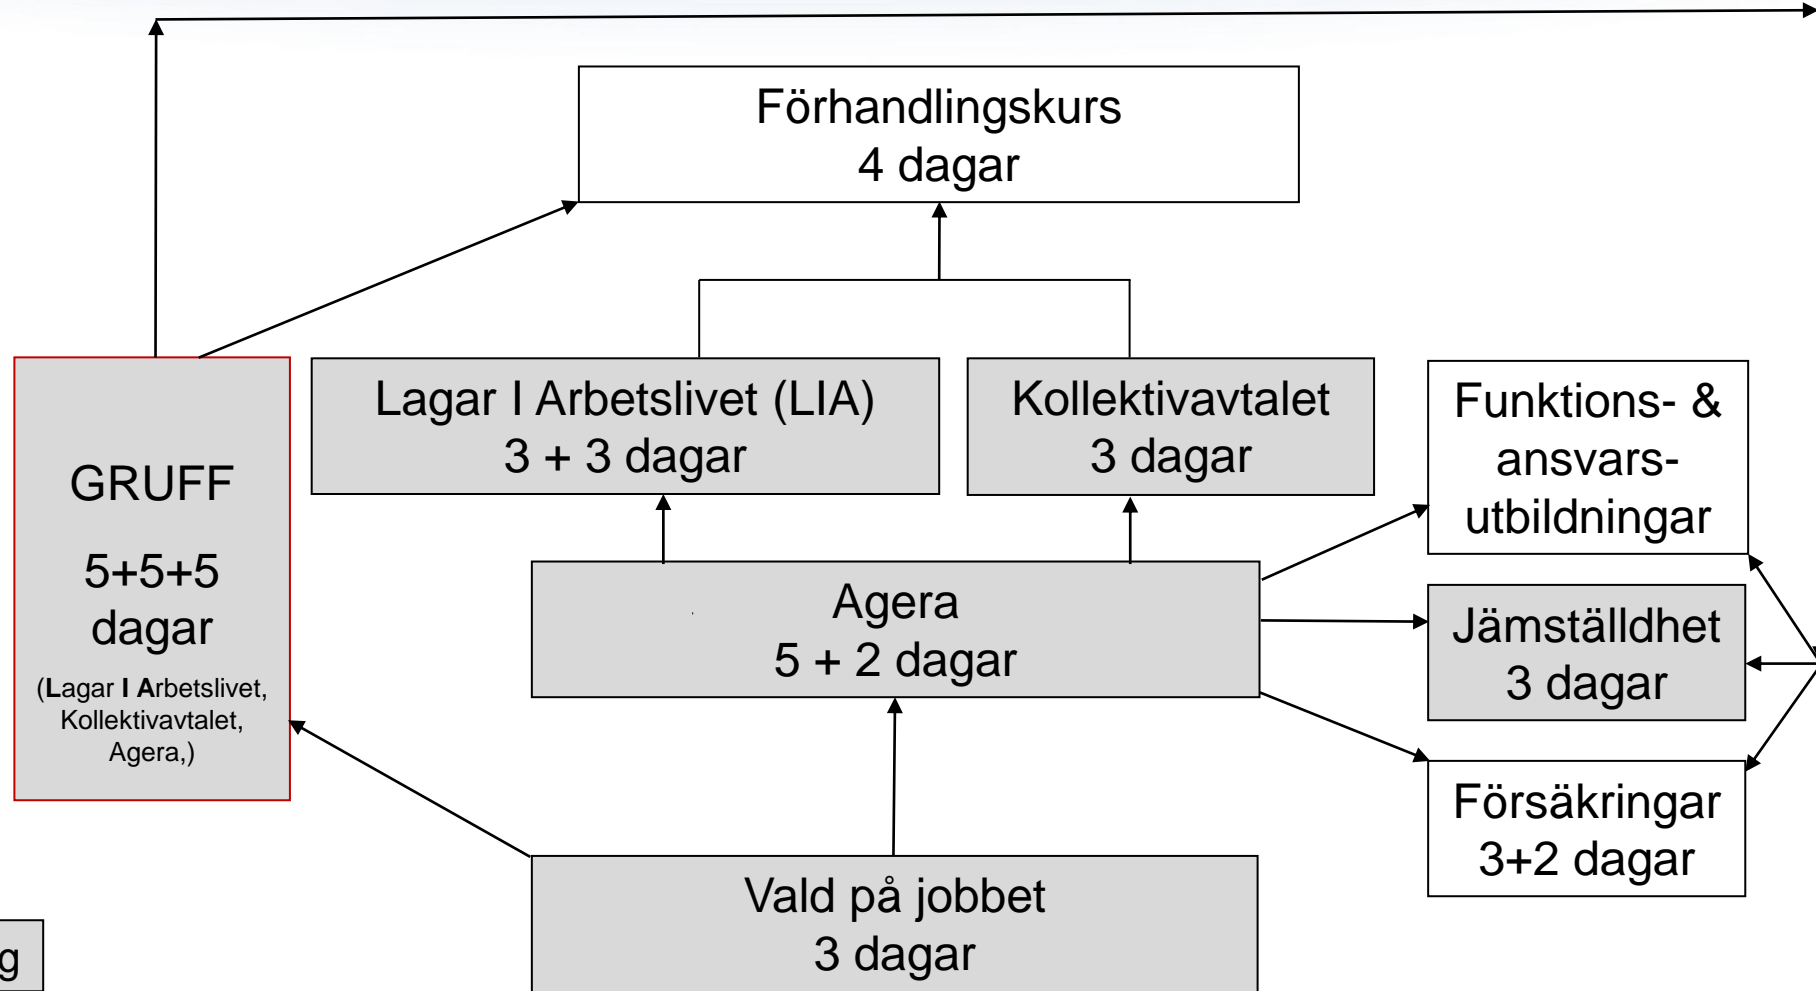 Förhandlingskurs
4 dagar
Lagar I Arbetslivet (LIA)
3 + 3 dagar
Kollektivavtalet
3 dagar
Funktions- &
ansvars-
utbildningar
GRUFF
5+5+5
dagar
(Lagar I Arbetslivet,
Kollektivavtalet,
Agera,)
Agera
5 + 2 dagar
Jämställdhet
3 dagar
Försäkringar
3+2 dagar
Vald på jobbet
3 dagar
g